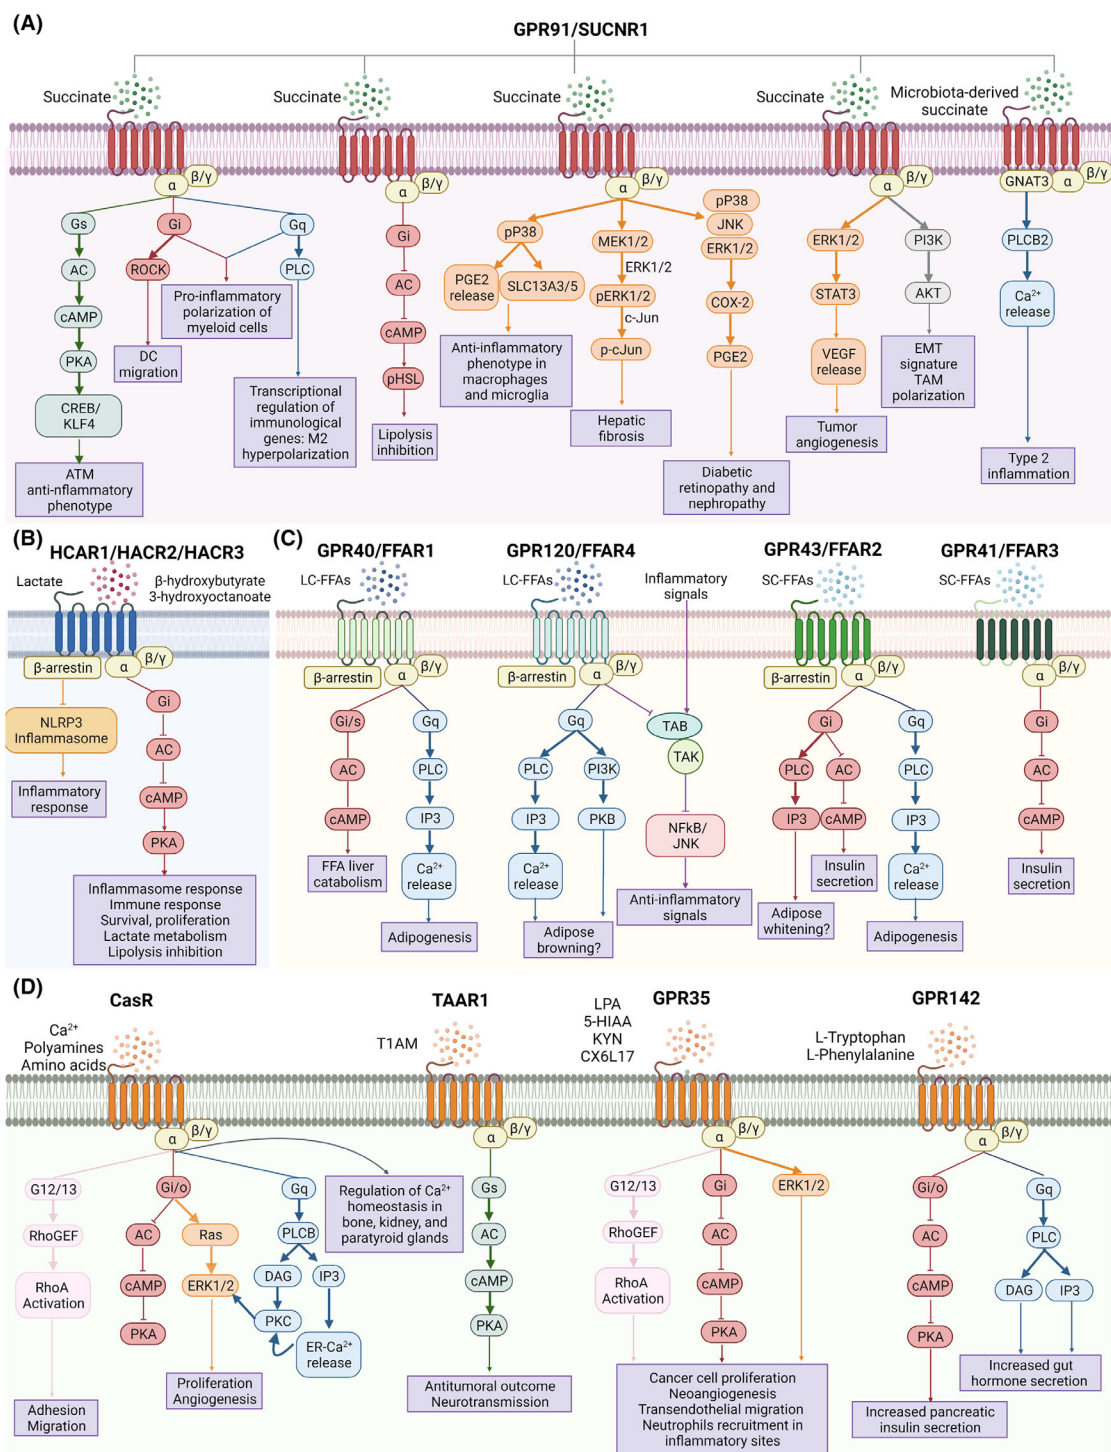 (A)
GPR91/SUCNR1
Succinate
Succinate
Succinate
Succinate
Microbiota-derived
succinate
α
β/γ
α
β/γ
α
β/γ
α
β/γ
GNAT3
α
β/γ
Gs
Gi
Gq
AC
ROCK
PLC
cAMP
PKA
CREB/
KLF4
ATM
anti-nflammatory
phenotype
DC
migration
Pro-inflammatory
polarization of
myeloid cells
Transcriptional
regulation of
immunological
genes: M2
hyperpolarization
Gi
AC
cAMP
pHSL
Lipolysis
inhibition
pP38
PGE2
release
SLC13A3/5
Anti-inflammatory
phenotype in
macrophages
and microglia
MEK1/2
ERK1/2
pERK1/2
c-Jun
p-cJun
Hepatic
fibrosis
pP38
JNK
ERK1/2
COX-2
PGE2
Diabetic
retinopathy and
nephropathy
ERK1/2
STAT3
VEGF
release
Tumor
angiogenesis
PI3K
AKT
EMT
signature
TAM
polarization
PLCB2
Ca²⁺
release
Type 2
inflammation
(B)
HCAR1/HACR2/HACR3
Lactate
β-hydroxybutyrate
3-hydroxyoctanoate
β-arrestin
α
β/γ
NLRP3
Inflammasome
Inflammatory
response
Gi
AC
cAMP
PKA
Inflammasome response
Immune response
Survival, proliferation
Lactate metabolism
Lipolysis inhibition
(C)
GPR40/FFAR1
LC-FFAs
β-arrestin
α
β/γ
Gi/s
AC
cAMP
FFA liver
catabolism
Gq
PLC
IP3
Ca²⁺
release
Adipogenesis
GPR120/FFAR4
LC-FFAs
Inflammatory
signals
β-arrestin
α
β/γ
Gq
PLC
PI3K
IP3
PKB
Ca²⁺
release
Adipose
browning?
TAB
TAK
NFkB/
JNK
Anti-inflammatory
signals
GPR43/FFAR2
SC-FFAs
β-arrestin
α
β/γ
Gi
PLC
AC
IP3
cAMP
Insulin
secretion
Adipose
whitening?
Gq
PLC
IP3
Ca²⁺
release
Adipogenesis
GPR41/FFAR3
SC-FFAs
α
β/γ
Gi
AC
cAMP
Insulin
secretion
(D)
CasR
Ca²⁺
Polyamines
Amino acids
α
β/γ
G12/13
RhoGEF
RhoA
Activation
Adhesion
Migration
Gi/o
AC
cAMP
PKA
Ras
ERK1/2
Proliferation
Angiogenesis
Gq
PLCB
DAG
IP3
PKC
ER-Ca²⁺
release
Regulation of Ca²⁺
homeostasis in
bone, kidney, and
paratyroid glands
TAAR1
T1AM
α
β/γ
Gs
AC
cAMP
PKA
Antitumoral outcome
Neurotransmission
GPR35
LPA
5-HIAA
KYN
CX6L17
α
β/γ
G12/13
RhoGEF
RhoA
Activation
Gi
AC
cAMP
PKA
ERK1/2
Cancer cell proliferation
Neoangiogenesis
Transendothelial migration
Neutrophils recruitment in
inflammatory sites
GPR142
L-Tryptophan
L-Phenylalanine
α
β/γ
Gi/o
AC
cAMP
PKA
Increased pancreatic
insulin secretion
Gq
PLC
DAG
IP3
Increased gut
hormone secretion